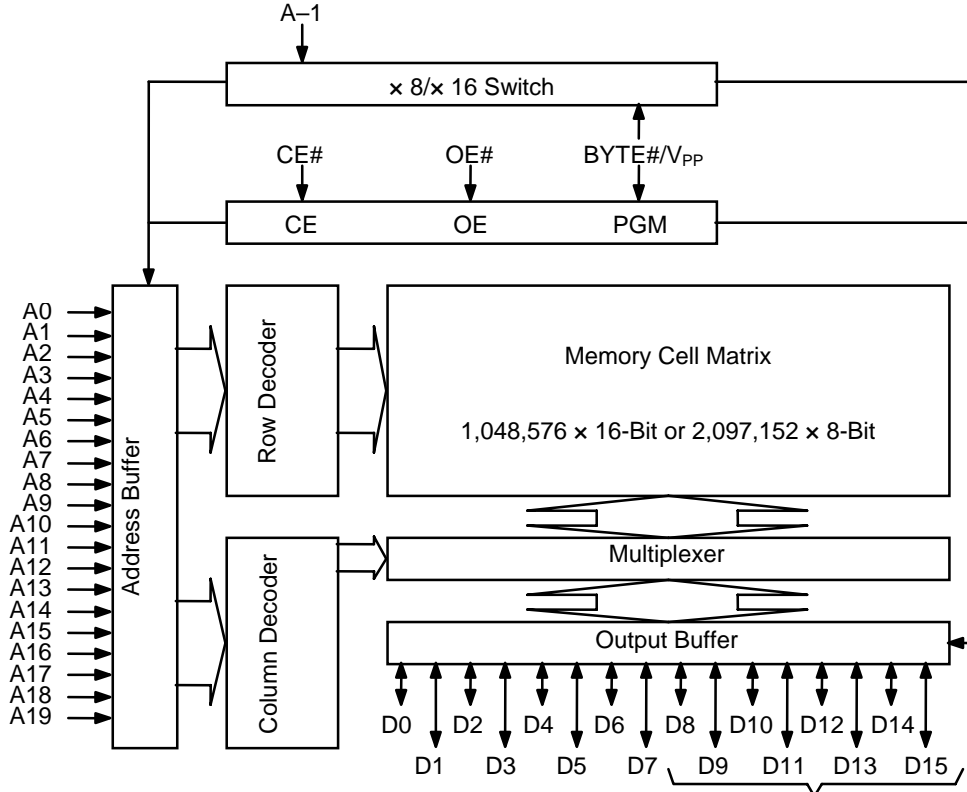 A–1
× 8/× 16 Switch
CE#
OE#
BYTE#/VPP
CE
OE
PGM
A0
A1
A2
A3
A4
A5
A6
A7
A8
A9
A10
A11
A12
A13
A14
A15
A16
A17
A18
A19
Address Buffer
Row Decoder
Memory Cell Matrix
1,048,576 × 16-Bit or 2,097,152 × 8-Bit
Column Decoder
Multiplexer
Output Buffer
D0 D2 D4 D6 D8 D10 D12 D14
D1 D3 D5 D7 D9 D11 D13 D15